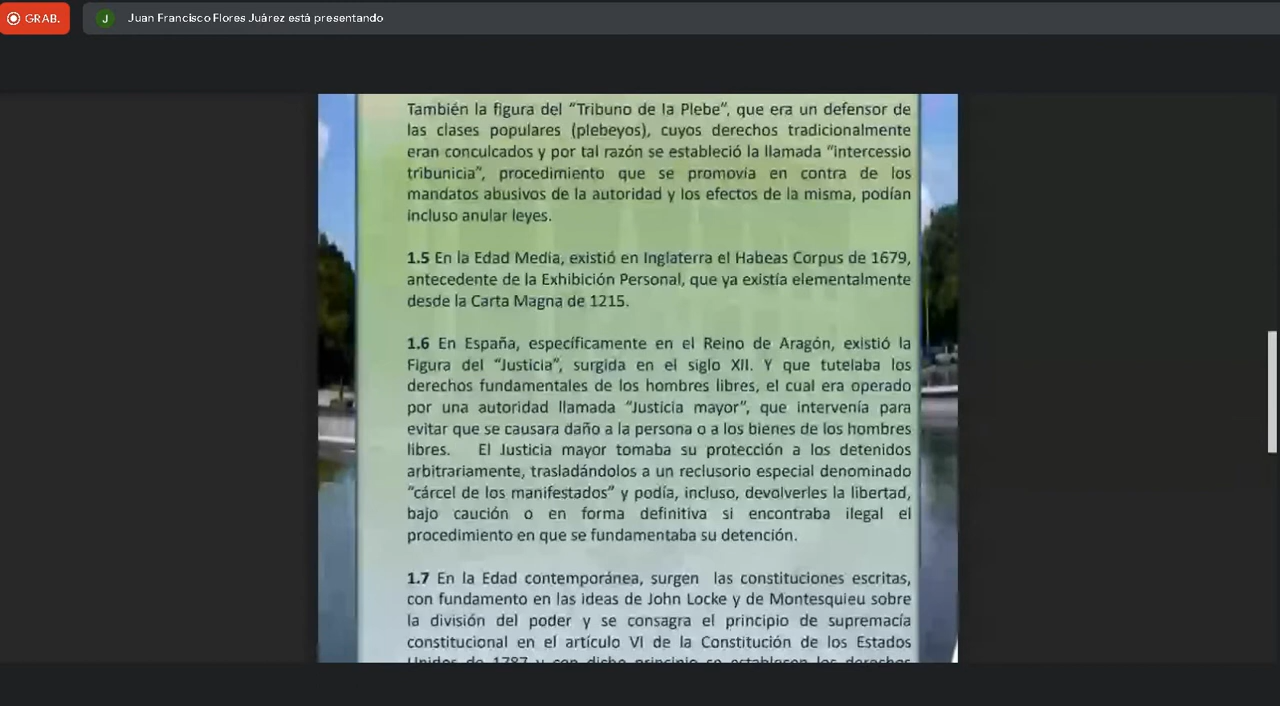 GRAB.
J
Juan Francisco Flores Juárez está presentando
También la figura del “Tribuno de la Plebe”, que era un defensor de
las clases populares (plebeyos), cuyos derechos tradicionalmente
eran conculcados y por tal razón se estableció la llamada “intercessio
tribunicia”, procedimiento que se promovía en contra de los
mandatos abusivos de la autoridad y los efectos de la misma, podían
incluso anular leyes.
1.5 En la Edad Media, existió en Inglaterra el Habeas Corpus de 1679,
antecedente de la Exhibición Personal, que ya existía elementalmente
desde la Carta Magna de 1215.
1.6 En España, específicamente en el Reino de Aragón, existió la
Figura del “Justicia”, surgida en el siglo XII. Y que tutelaba los
derechos fundamentales de los hombres libres, el cual era operado
por una autoridad llamada “Justicia mayor”, que intervenía para
evitar que se causara daño a la persona o a los bienes de los hombres
libres. El Justicia mayor tomaba su protección a los detenidos
arbitrariamente, trasladándolos a un reclusorio especial denominado
“cárcel de los manifestados” y podía, incluso, devolverles la libertad,
bajo caución o en forma definitiva si encontraba ilegal el
procedimiento en que se fundamentaba su detención.
1.7 En la Edad contemporánea, surgen las constituciones escritas,
con fundamento en las ideas de John Locke y de Montesquieu sobre
la división del poder y se consagra el principio de supremacía
constitucional en el artículo VI de la Constitución de los Estados
Unidos de 1787 y con dicho principio se establecen los derechos